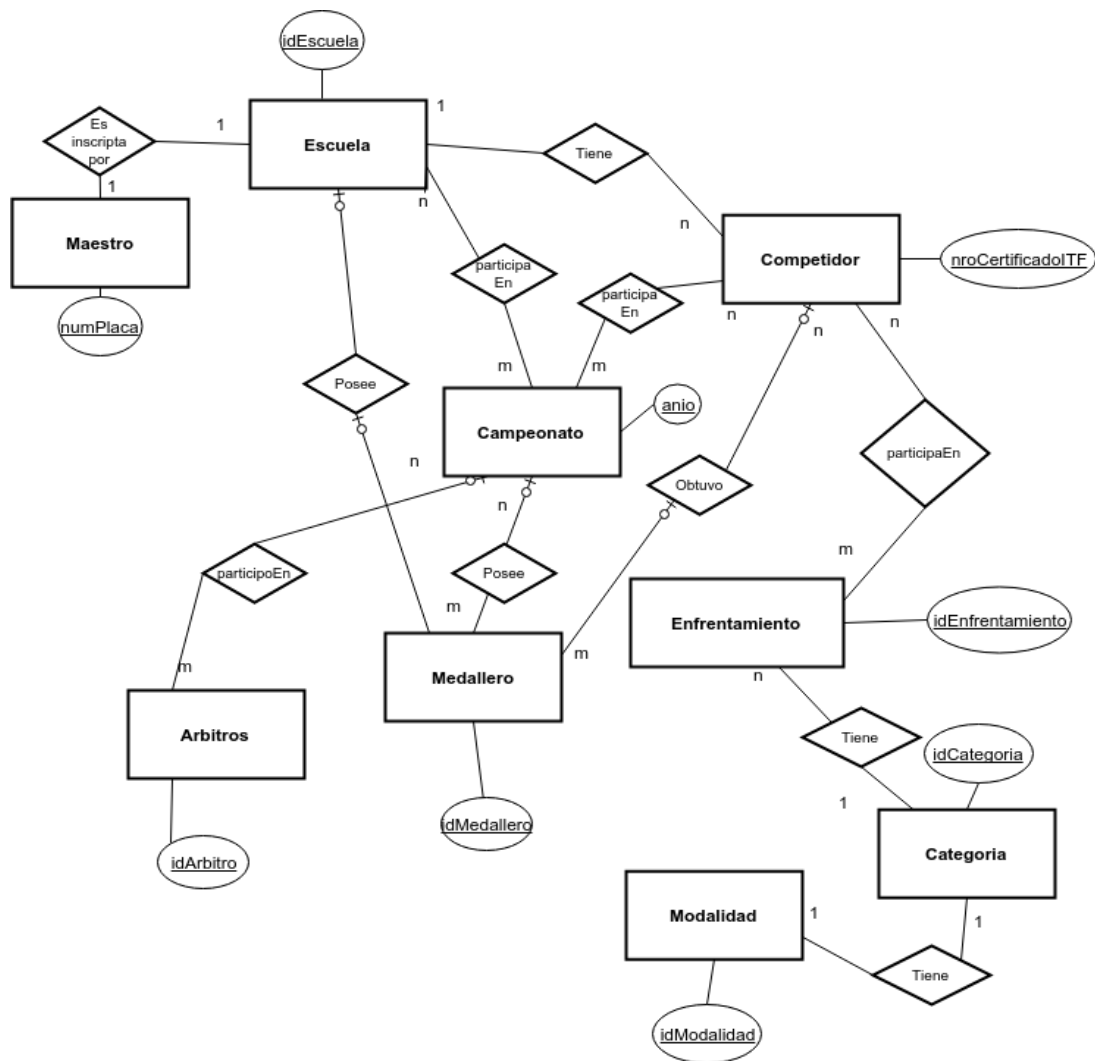 idEscuela
1
Es
inscripta
por
1
Escuela
Tiene
n
1
n
Maestro
participa
En
Competidor
nroCertificadoITF
participa
En
n
n
n
numPlaca
m
m
Posee
anio
Campeonato
n
participaEn
Obtuvo
n
m
participoEn
Posee
m
Enfrentamiento
idEnfrentamiento
m
m
n
Medallero
Arbitros
Tiene
idCategoria
1
idMedallero
Categoria
idArbitro
Modalidad
1
1
Tiene
idModalidad